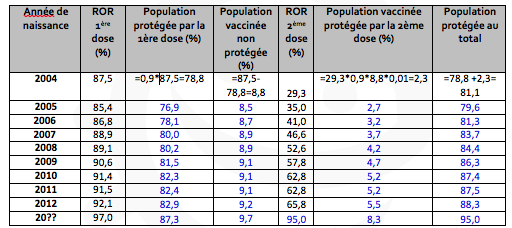 Année de naissance | ROR 1ère dose (%) | Population protégée par la 1ère dose (%) | Population vaccinée non protégée (%) | ROR 2ème dose (%) | Population vaccinée protégée par la 2ème dose (%) | Population protégée au total (%)
2004 | 87,5 | =0,9*87,5=78,8 | =87,5-78,8=8,8 | 29,3 | =29,3*0,9*8,8*0,01=2,3 | =78,8 +2,3= 81,1
2005 | 85,4 | 76,9 | 8,5 | 35,0 | 2,7 | 79,6
2006 | 86,8 | 78,1 | 8,7 | 41,0 | 3,2 | 81,3
2007 | 88,9 | 80,0 | 8,9 | 46,6 | 3,7 | 83,7
2008 | 89,1 | 80,2 | 8,9 | 52,6 | 4,2 | 84,4
2009 | 90,6 | 81,5 | 9,1 | 57,8 | 4,7 | 86,3
2010 | 91,4 | 82,3 | 9,1 | 62,8 | 5,2 | 87,4
2011 | 91,5 | 82,4 | 9,1 | 62,8 | 5,2 | 87,5
2012 | 92,1 | 82,9 | 9,2 | 65,8 | 5,5 | 88,3
20?? | 97,0 | 87,3 | 9,7 | 95,0 | 8,3 | 95,0